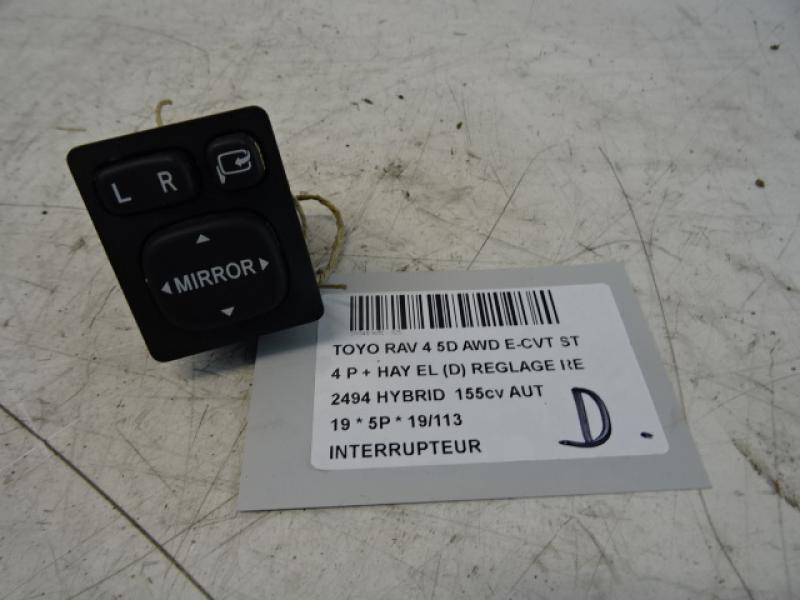 L R
MIRROR
TOYO RAV 4 5D AWD E-CVT ST
4 P + HAY EL (D) REGLAGE RE
2494 HYBRID 155cv AUT
19 * 5P * 19/113
INTERRUPTEUR
D.